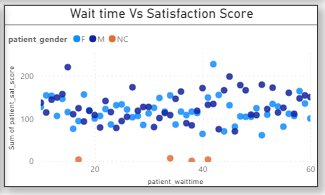 Wait time Vs Satisfaction Score
patient_gender F M NC
Sum of patient_sat_score
200
100
0
20
40
60
patient_waittime